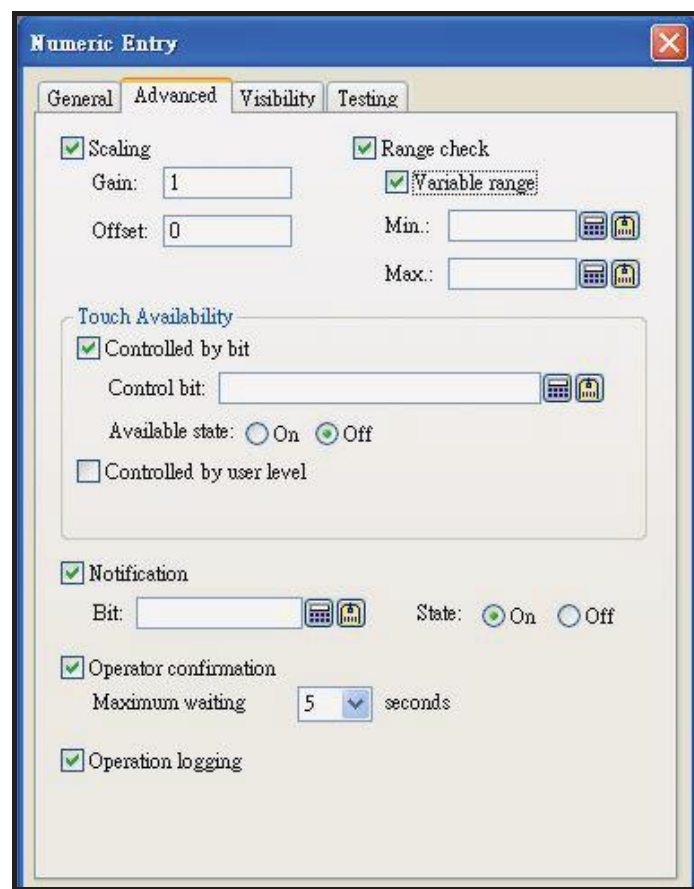 Numeric Entry
General Advanced Visibility Testing
Scaling
Gain: 1
Offset: 0
Range check
Variable range
Min.:
Max.:
Touch Availability
Controlled by bit
Control bit:
Available state: On Off
Controlled by user level
Notification
Bit: State: On Off
Operator confirmation
Maximum waiting 5 seconds
Operation logging